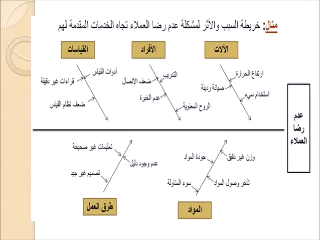 مثال: خريطة السبب والأثر لمشكلة عدم رضا العملاء تجاه الخدمات المقدمة لهم
الآلات
الأفراد
القياسات
ارتفاع الحرارة
صيانة رديئة
استخدام سيء
التدريب
ضعف الاتصال
عدم الخبرة
الروح المعنوية
أدوات القياس
قراءات غير دقيقة
ضعف نظام القياس
عدم
رضا
العملاء
وزن غير دقيق
جودة المواد
تأخر وصول المواد
سوء المناولة
تعليمات غير صحيحة
عدم وجود دليل
تصميم غير جيد
المواد
طرق العمل